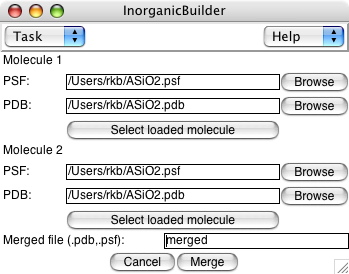 InorganicBuilder
Task Help
Molecule 1
PSF: /Users/rkb/ASiO2.psf Browse
PDB: /Users/rkb/ASiO2.pdb Browse
Select loaded molecule
Molecule 2
PSF: /Users/rkb/ASiO2.psf Browse
PDB: /Users/rkb/ASiO2.pdb Browse
Select loaded molecule
Merged file (.pdb,.psf): merged
Cancel Merge